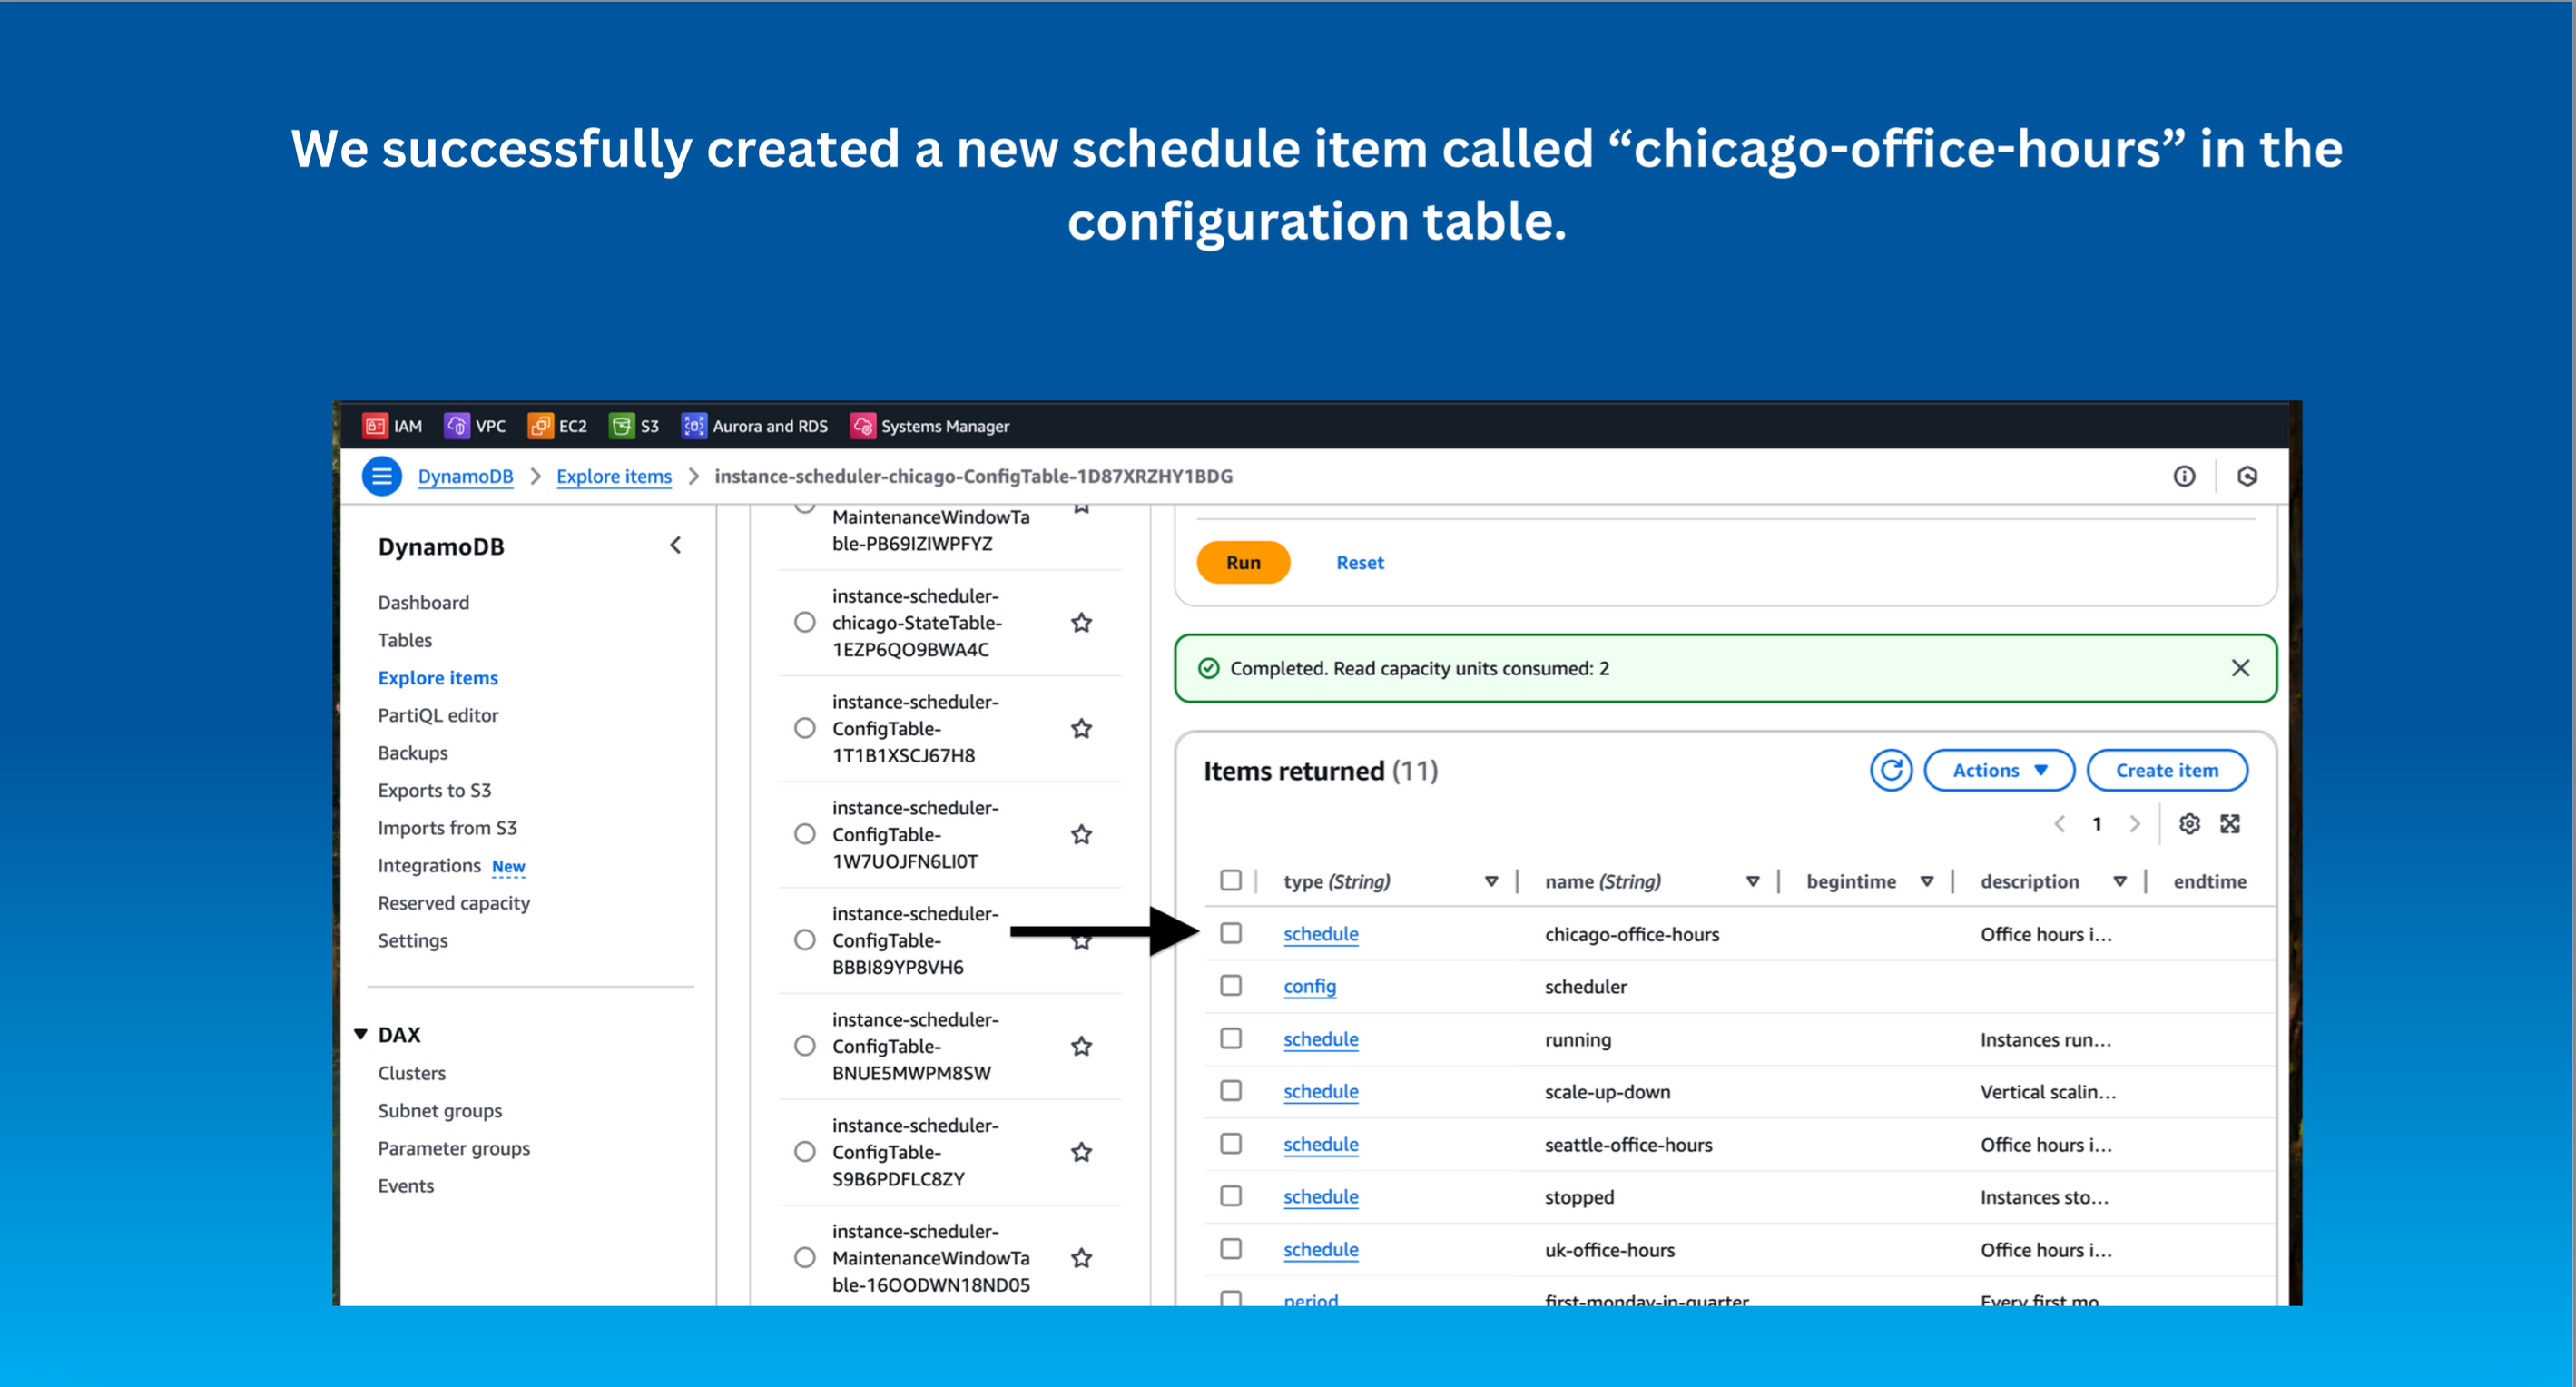 We successfully created a new schedule item called “chicago-office-hours” in the
configuration table.
IAM VPC EC2 S3 Aurora and RDS Systems Manager
DynamoDB > Explore items > instance-scheduler-chicago-ConfigTable-1D87XRZHY1BDG
DynamoDB
Dashboard
Tables
Explore items
PartiQL editor
Backups
Exports to S3
Imports from S3
Integrations New
Reserved capacity
Settings
DAX
Clusters
Subnet groups
Parameter groups
Events
MaintenanceWindowTa
ble-PB69IZIWPFYZ
instance-scheduler-
chicago-StateTable-
1EZP6QO9BWA4C
instance-scheduler-
ConfigTable-
1T1B1XSCJ67H8
instance-scheduler-
ConfigTable-
1W7UOJFN6LI0T
instance-scheduler-
ConfigTable-
BBBI89YP8VH6
instance-scheduler-
ConfigTable-
BNUE5MWPM8SW
instance-scheduler-
ConfigTable-
S9B6PDFLC8ZY
instance-scheduler-
MaintenanceWindowTa
ble-16OODWN18ND05
Run Reset
Completed. Read capacity units consumed: 2
Items returned (11) Actions Create item
1
type (String) name (String) begintime description endtime
schedule chicago-office-hours Office hours i...
config scheduler
schedule running Instances run...
schedule scale-up-down Vertical scalin...
schedule seattle-office-hours Office hours i...
schedule stopped Instances sto...
schedule uk-office-hours Office hours i...
period first-monday-in-quarter Every first mo...